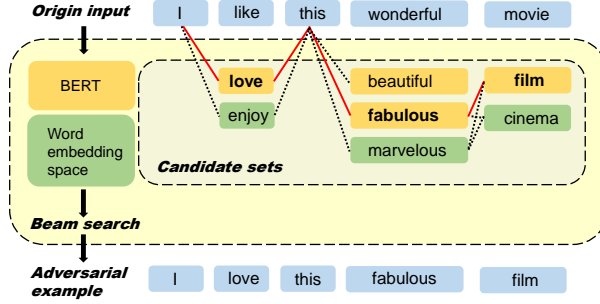 Origin input I like this wonderful movie
BERT love beautiful film
enjoy fabulous cinema
Word
embedding
space
marvelous
Candidate sets
Beam search
Adversarial
example
I love this fabulous film